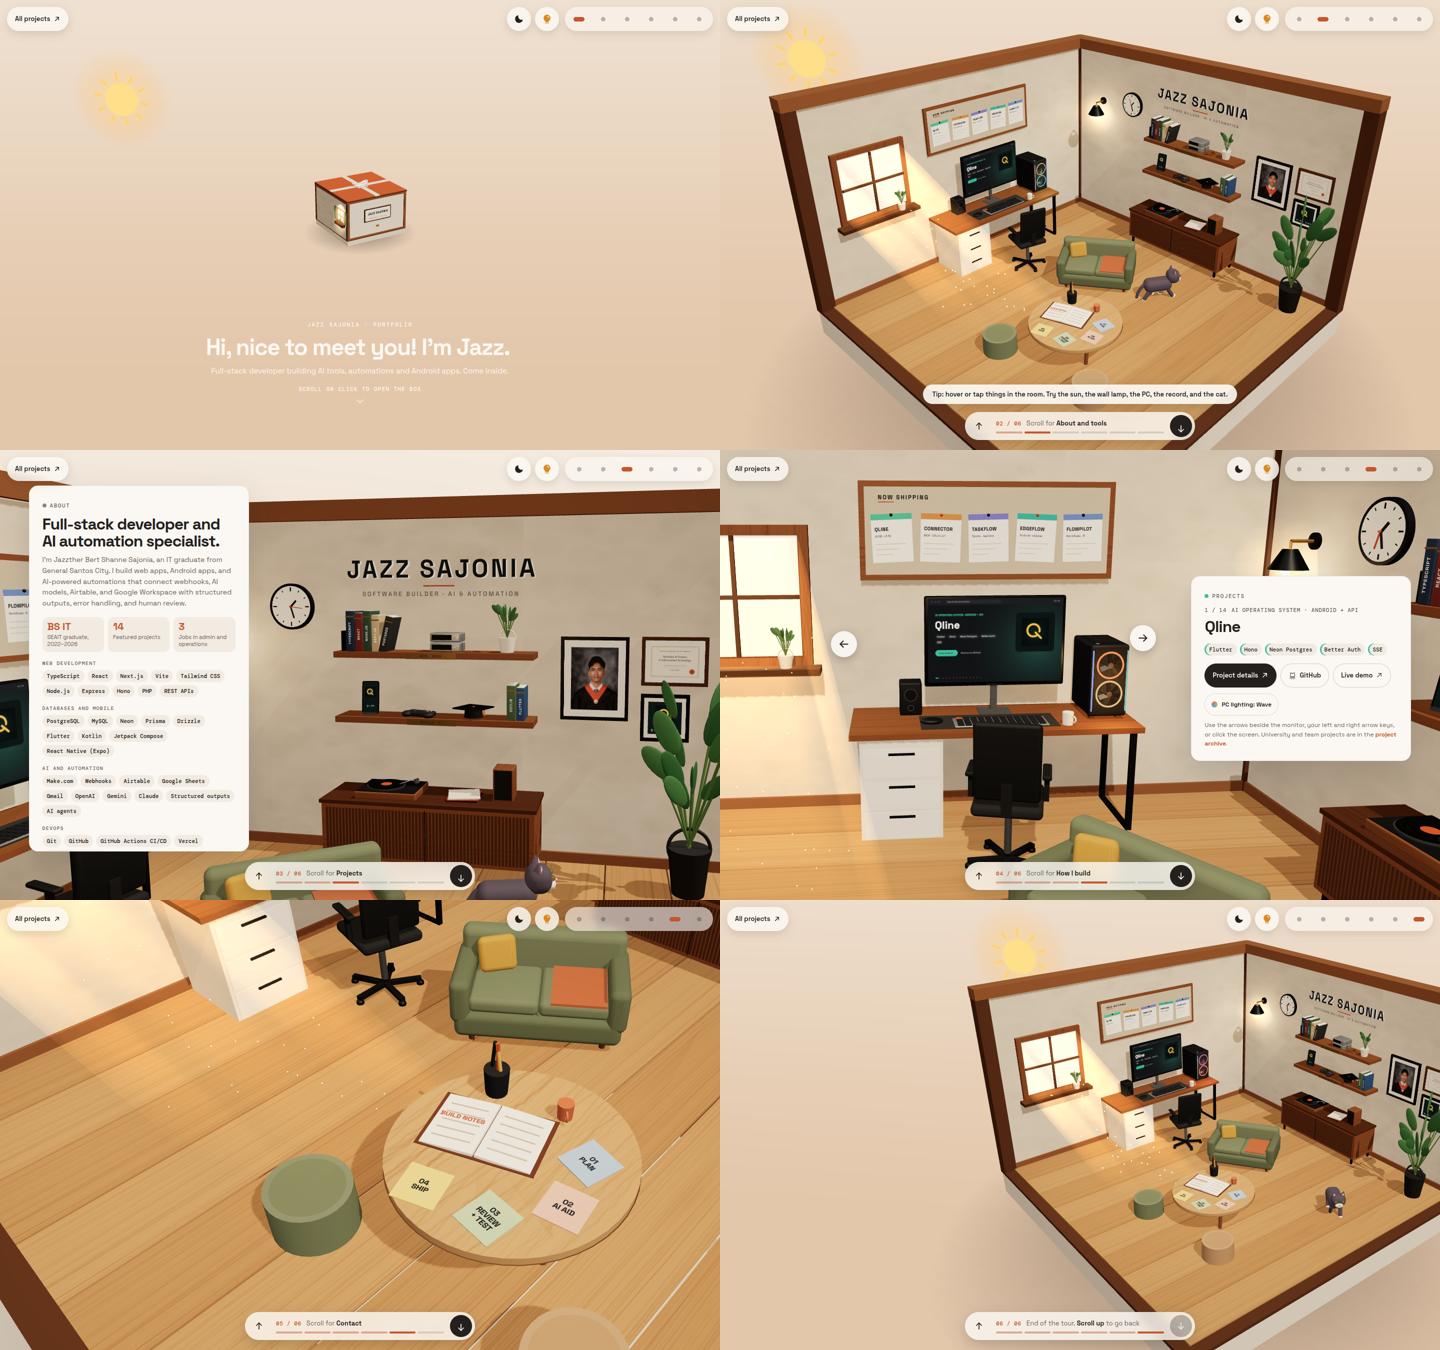 All projects ↗
JAZZ SAJONIA
JAZZ SAJONIA · PORTFOLIO
Hi, nice to meet you! I'm Jazz.
Full-stack developer building AI tools, automations and Android apps. Come inside.
SCROLL OR CLICK TO OPEN THE BOX
All projects ↗
NOW SHIPPING
JAZZ SAJONIA
SOFTWARE BUILDER · AI & AUTOMATION
Tip: hover or tap things in the room. Try the sun, the wall lamp, the PC, the record, and the cat.
02 / 06 Scroll for About and tools
All projects ↗
ABOUT
Full-stack developer and
AI automation specialist.
I'm Jazzther Bert Shanne Sajonia, an IT graduate from
General Santos City. I build web apps, Android apps, and
AI-powered automations that connect webhooks, AI
models, Airtable, and Google Workspace with structured
outputs, error handling, and human review.
BS IT
SEAIT graduate,
2022–2026
14
Featured projects
3
Jobs in admin and
operations
WEB DEVELOPMENT
TypeScript React Next.js Vite Tailwind CSS
Node.js Express Hono PHP REST APIs
DATABASES AND MOBILE
PostgreSQL MySQL Neon Prisma Drizzle
Flutter Kotlin Jetpack Compose
React Native (Expo)
AI AND AUTOMATION
Make.com Webhooks Airtable Google Sheets
Gmail OpenAI Gemini Claude Structured outputs
AI agents
DEVOPS
Git GitHub GitHub Actions CI/CD Vercel
JAZZ SAJONIA
SOFTWARE BUILDER · AI & AUTOMATION
03 / 06 Scroll for Projects
All projects ↗
NOW SHIPPING
QLINE
CONNECTOR
TASKFLOW
EDGEFLOW
FLOWPILOT
Qline
Q
TYPESCRIPT
REACT
PROJECTS
1 / 14 AI OPERATING SYSTEM · ANDROID + API
Qline
Flutter Hono Neon Postgres Better Auth SSE
Project details ↗ GitHub Live demo ↗
PC lighting: Wave
Use the arrows beside the monitor, your left and right arrow keys,
or click the screen. University and team projects are in the project
archive.
04 / 06 Scroll for How I build
All projects ↗
BUILD NOTES
01
PLAN
02
AI AID
03
REVIEW
+ TEST
04
SHIP
05 / 06 Scroll for Contact
All projects ↗
JAZZ SAJONIA
06 / 06 End of the tour. Scroll up to go back